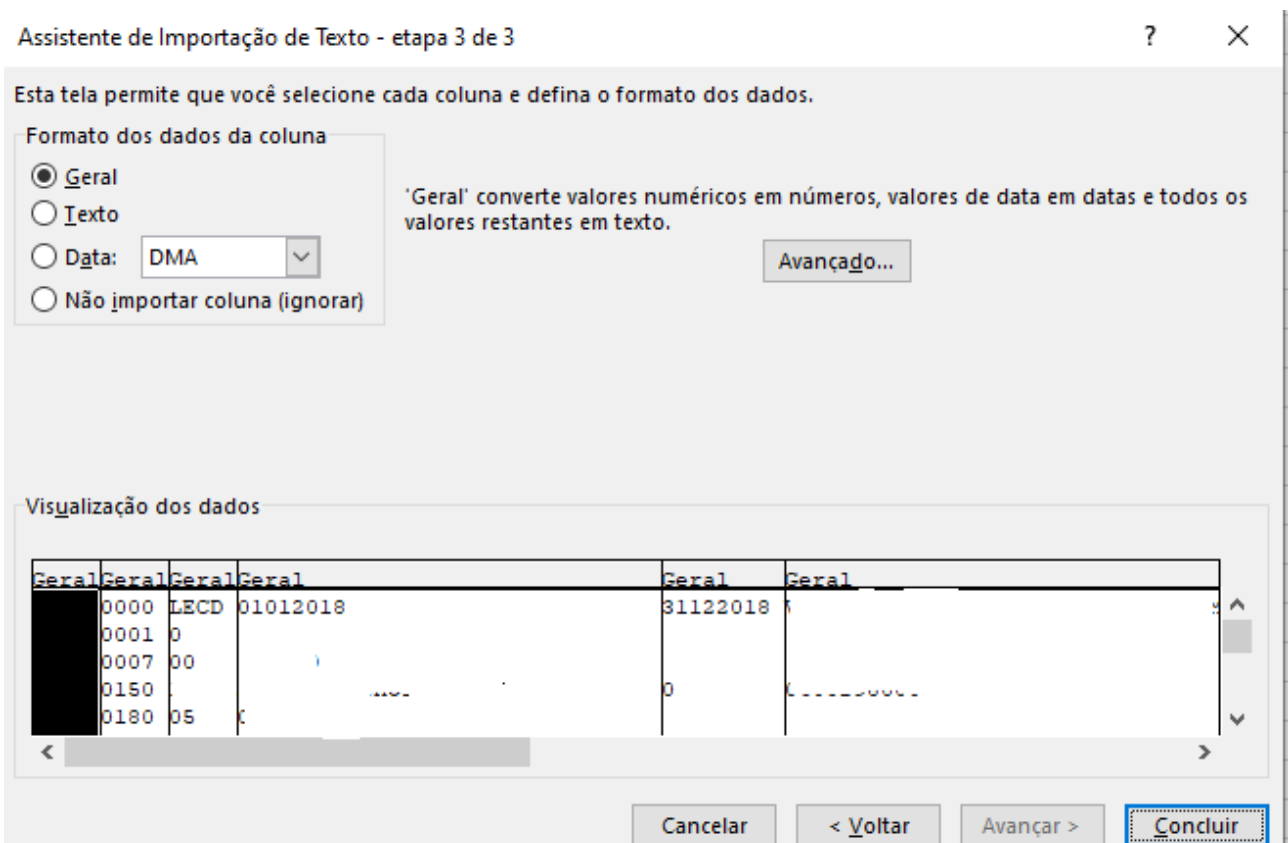 Assistente de Importação de Texto - etapa 3 de 3 ?
Esta tela permite que você selecione cada coluna e defina o formato dos dados.
Formato dos dados da coluna
Geral
Texto
Data: DMA
Não importar coluna (ignorar)
'Geral' converte valores numéricos em números, valores de data em datas e todos os
valores restantes em texto.
Avançado...
Visualização dos dados
Geral Geral Geral Geral Geral Geral
0000 LECD 01012018 31122018
0001 0
0007 00
0150 0
0180 05
Cancelar < Voltar Avançar > Concluir